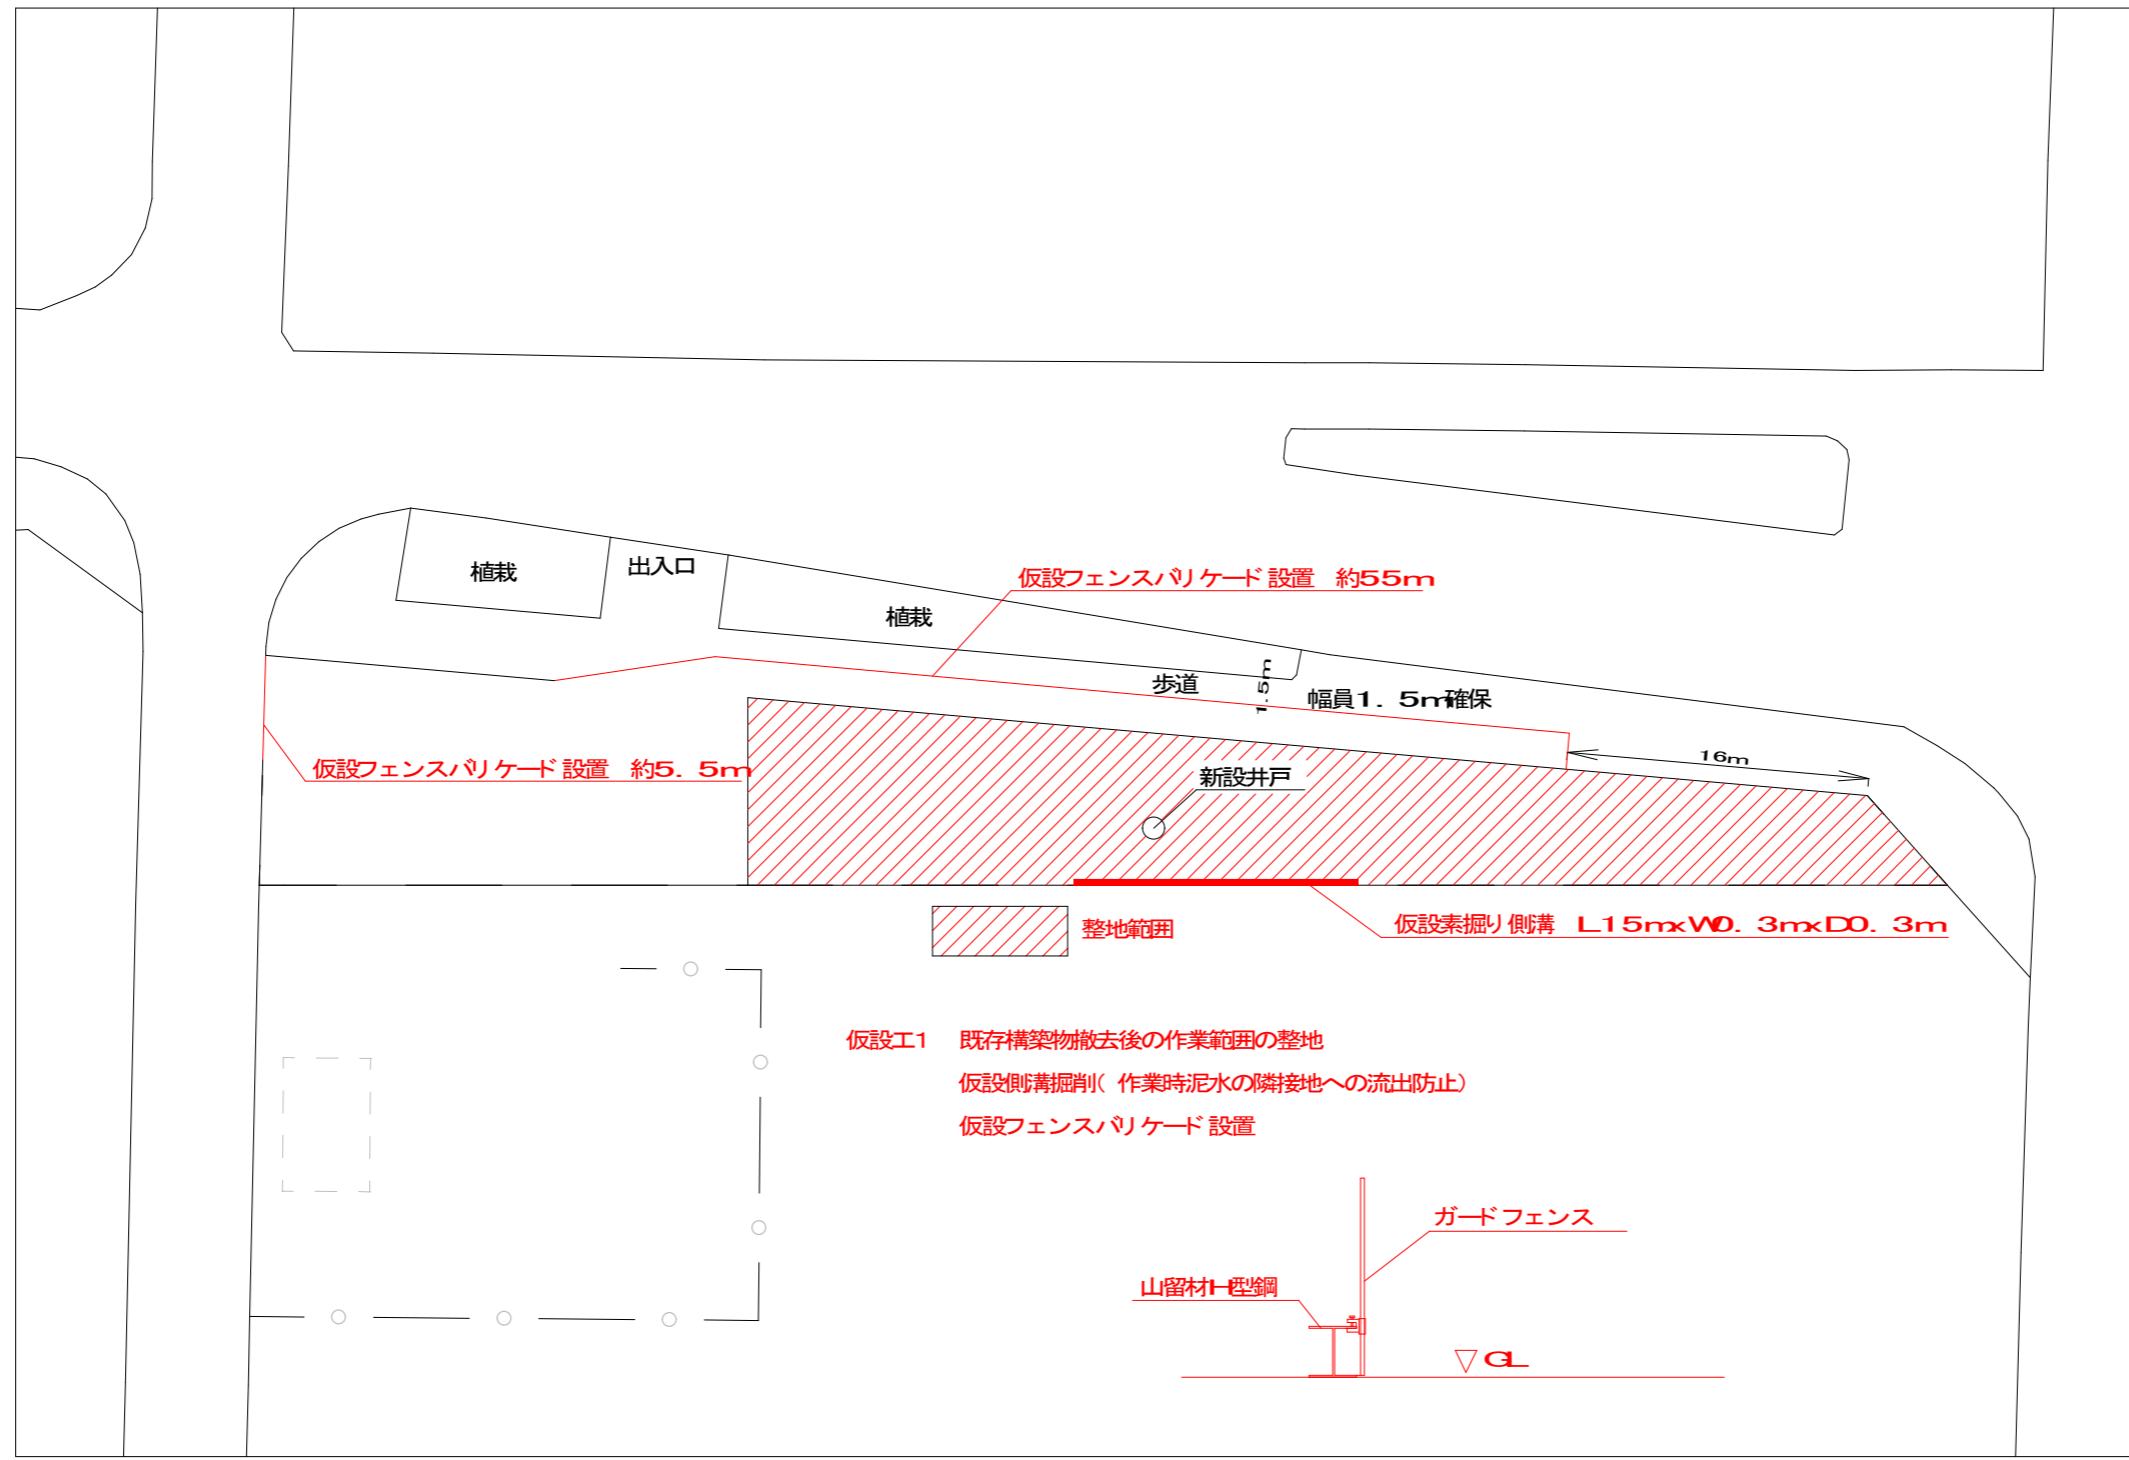 植栽
出入口
仮設フェンスバリケード設置 約55m
植栽
歩道
1.5m
幅員1.5m確保
16m
仮設フェンスバリケード設置 約5.5m
新設井戸
整地範囲
仮設素掘り側溝 L15mxW0.3mxD0.3m
仮設工1 既存構築物撤去後の作業範囲の整地
仮設側溝掘削(作業時泥水の隣接地への流出防止)
仮設フェンスバリケード設置
ガードフェンス
山留材H型鋼
▽GL